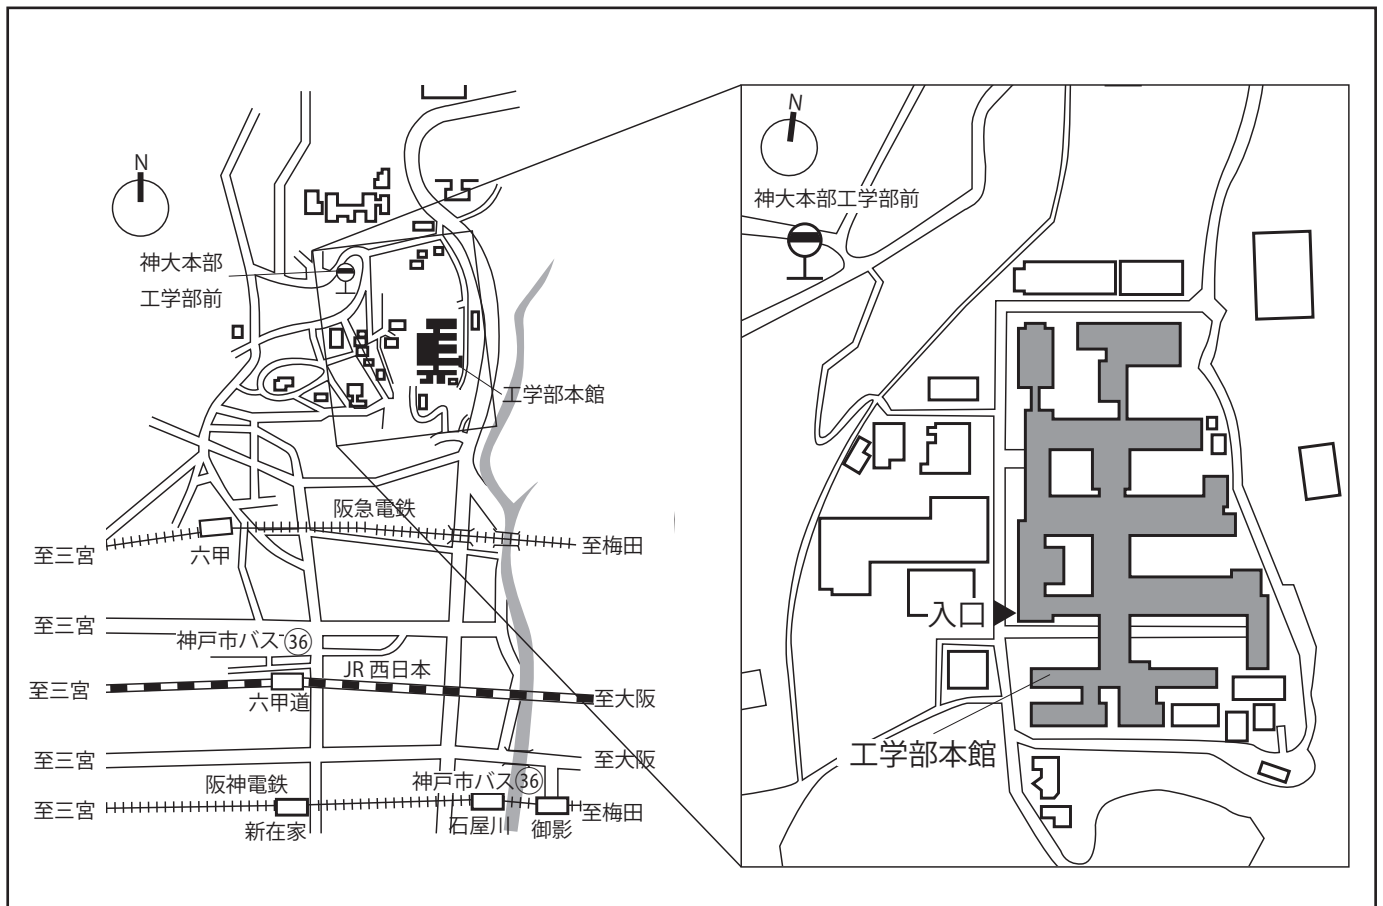 N
神大本部
工学部前
工学部本館
阪急電鉄
至三宮
六甲
至梅田
至三宮
神戸市バス㊱
JR 西日本
至三宮
六甲道
至大阪
至三宮
至大阪
阪神電鉄
神戸市バス㊱
至三宮
新在家
石屋川
御影
至梅田
N
神大本部工学部前
入口
工学部本館